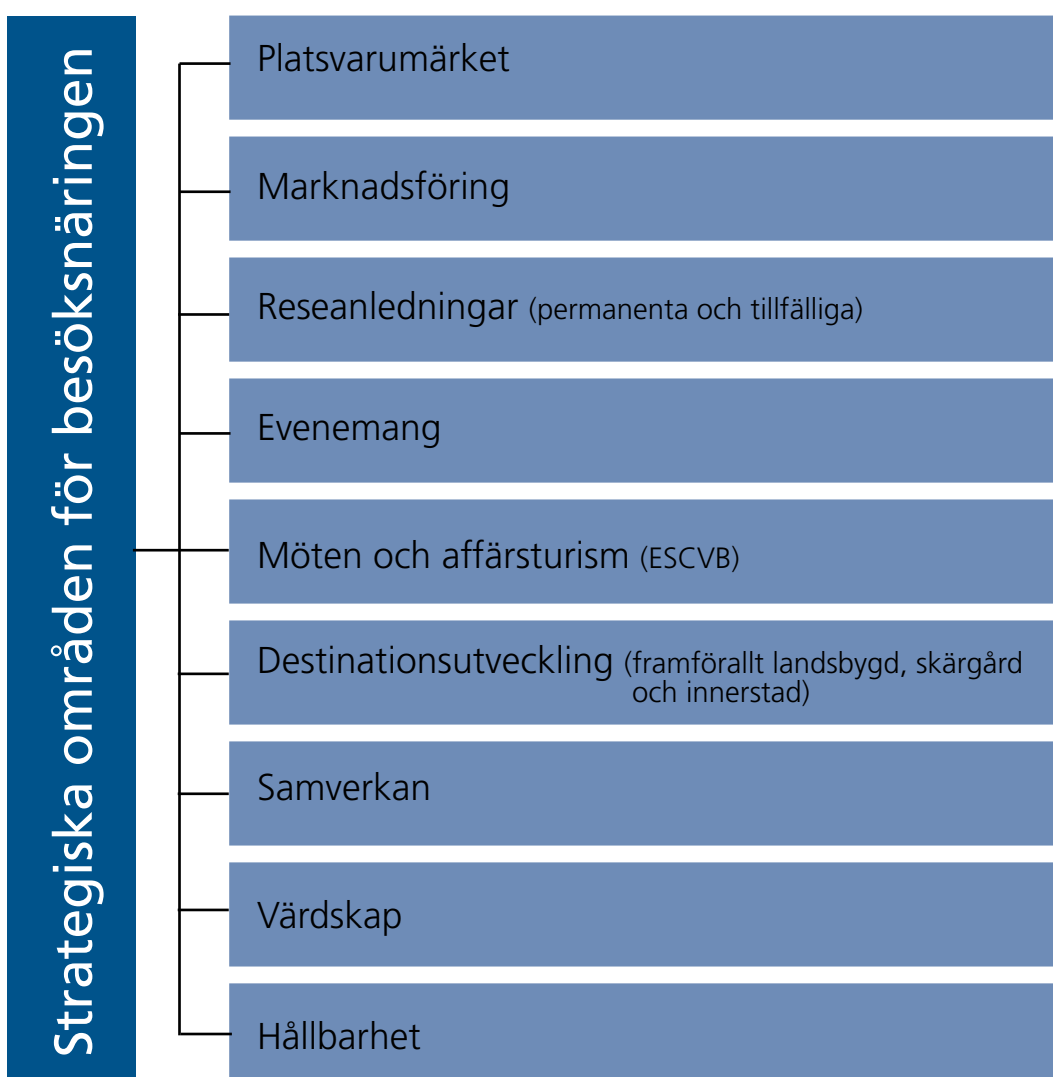 Strategiska områden för besöksnäringen
Platsvarumärket
Marknadsföring
Reseanledningar (permanenta och tillfälliga)
Evenemang
Möten och affärsturism (ESCVB)
Destinationsutveckling (framförallt landsbygd, skärgård
och innerstad)
Samverkan
Värdskap
Hållbarhet